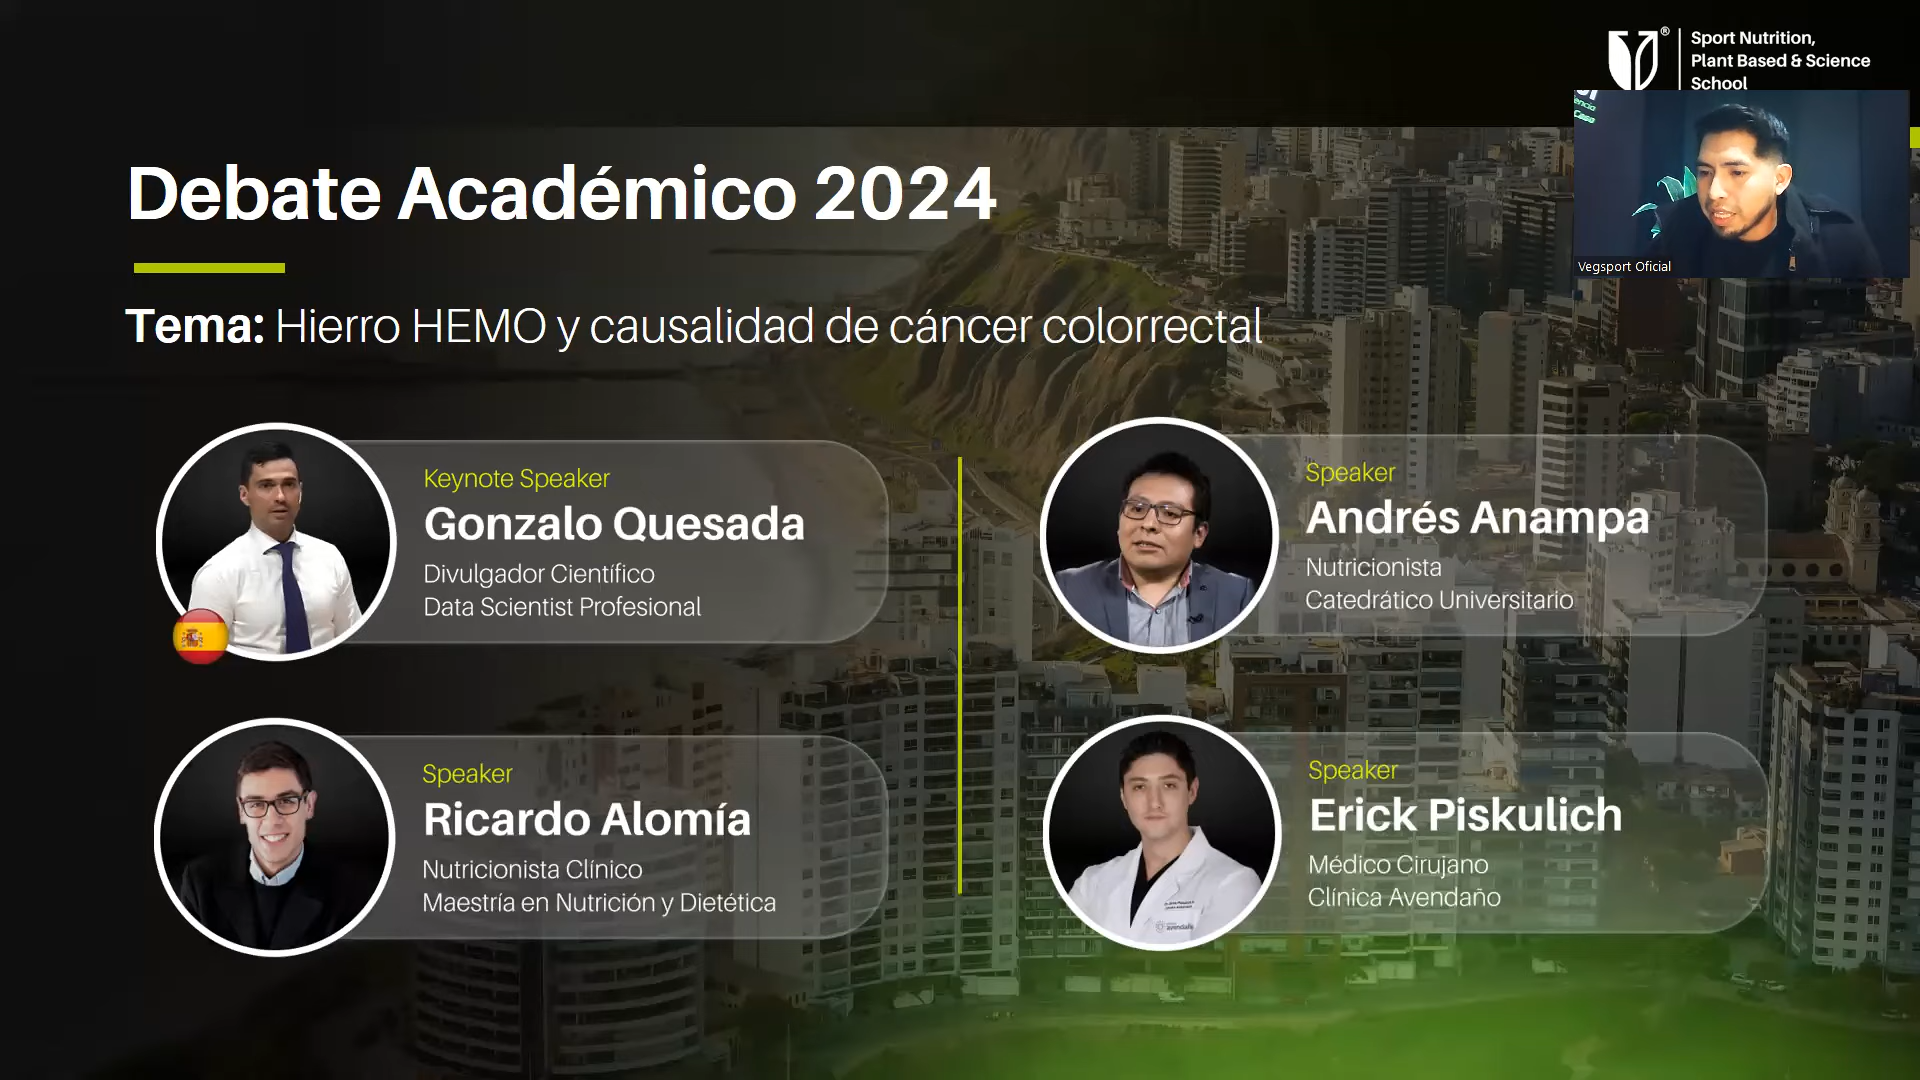 Sport Nutrition,
Plant Based & Science
School
Vegsport Oficial
Debate Académico 2024
Tema: Hierro HEMO y causalidad de cáncer colorrectal
Keynote Speaker
Gonzalo Quesada
Divulgador Científico
Data Scientist Profesional
Speaker
Andrés Anampa
Nutricionista
Catedrático Universitario
Speaker
Ricardo Alomía
Nutricionista Clínico
Maestría en Nutrición y Dietética
Speaker
Erick Piskulich
Médico Cirujano
Clínica Avendaño